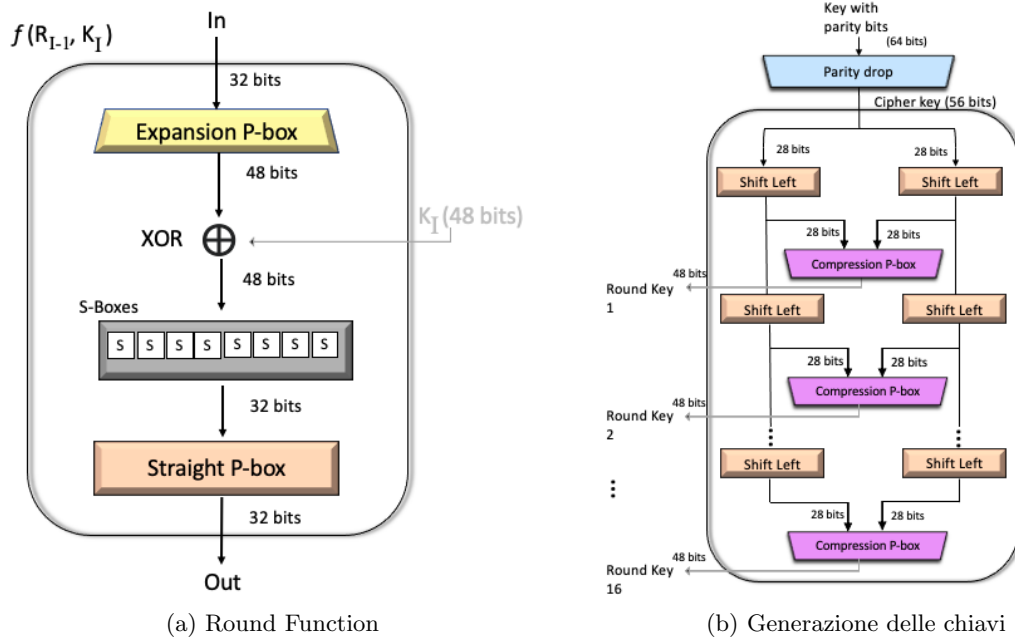 In
f(R_{I-1}, K_I)
32 bits
Expansion P-box
48 bits
K_I (48 bits)
XOR
48 bits
S-Boxes
S S S S S S S S
32 bits
Straight P-box
32 bits
Out
(a) Round Function
Key with
parity bits
(64 bits)
Parity drop
Cipher key (56 bits)
28 bits 28 bits
Shift Left Shift Left
28 bits 28 bits
Compression P-box
48 bits
Round Key
1
Shift Left Shift Left
28 bits 28 bits
Compression P-box
48 bits
Round Key
2
Shift Left Shift Left
28 bits 28 bits
Compression P-box
48 bits
Round Key
16
(b) Generazione delle chiavi